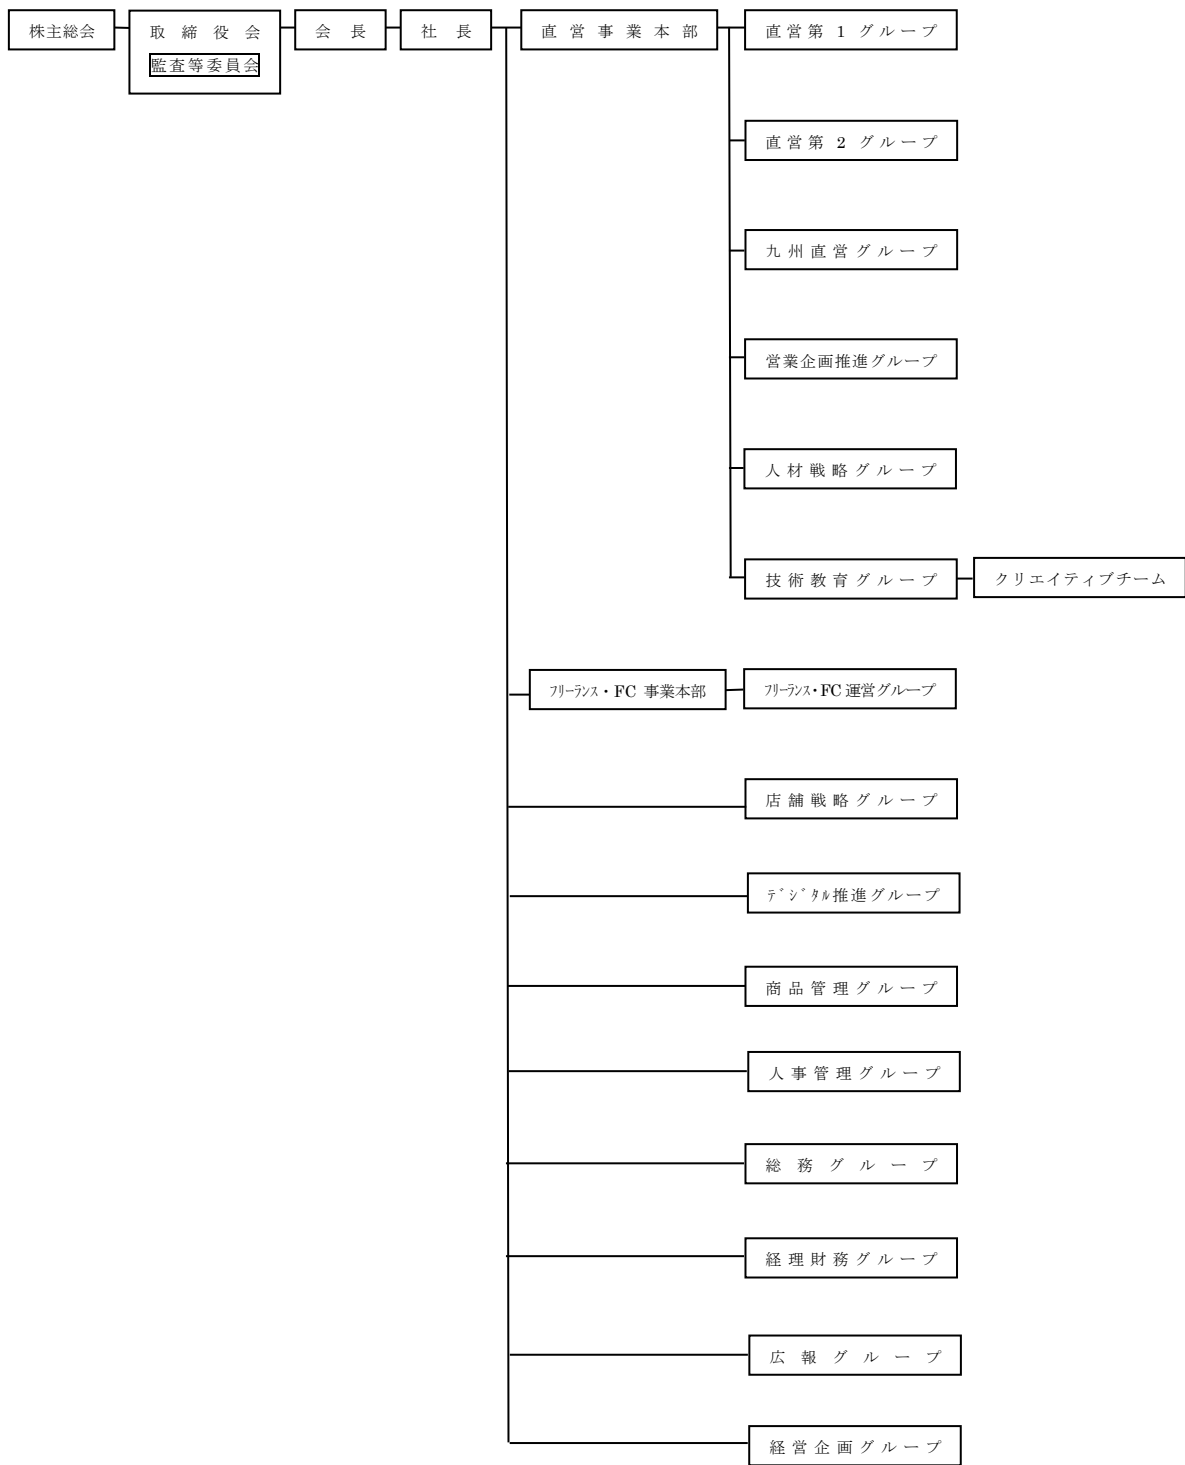 株主総会
取締役会
監査等委員会
会長
社長
直営事業本部
直営第1グループ
直営第2グループ
九州直営グループ
営業企画推進グループ
人材戦略グループ
技術教育グループ
クリエイティブチーム
ﾌﾘｰﾗﾝｽ・FC 事業本部
ﾌﾘｰﾗﾝｽ・FC 運営グループ
店舗戦略グループ
ﾃﾞｼﾞﾀﾙ推進グループ
商品管理グループ
人事管理グループ
総務グループ
経理財務グループ
広報グループ
経営企画グループ